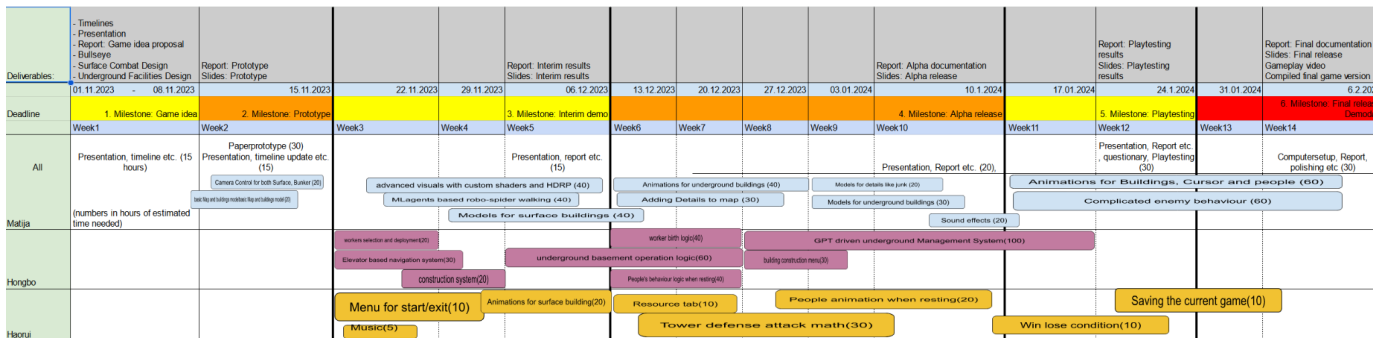 - Timelines
- Presentation
- Report: Game idea proposal
- Bullseye
- Surface Combat Design
- Underground Facilities Design
Deliverables:
Report: Prototype
Slides: Prototype
Report: Interim results
Slides: Interim results
Report: Alpha documentation
Slides: Alpha release
Report: Playtesting
results
Slides: Playtesting
results
Report: Final documentation
Slides: Final release
Gameplay video
Compiled final game version
01.11.2023 - 08.11.2023
15.11.2023
22.11.2023
29.11.2023
06.12.2023
13.12.2023
20.12.2023
27.12.2023
03.01.2024
10.1.2024
17.01.2024
24.1.2024
31.01.2024
6.2.20
Deadline
1. Milestone: Game idea
2. Milestone: Prototype
3. Milestone: Interim demo
4. Milestone: Alpha release
5. Milestone: Playtesting
6. Milestone: Final relea
Demo
Week1
Week2
Week3
Week4
Week5
Week6
Week7
Week8
Week9
Week10
Week11
Week12
Week13
Week14
All
Presentation, timeline etc. (15
hours)
Paperprototype (30)
Presentation, timeline update etc.
(15)
Presentation, report etc.
(15)
Presentation, Report etc. (20),
Presentation, Report etc.
, questionary, Playtesting
(30)
Computersetup, Report,
polishing etc (30)
Matija
(numbers in hours of estimated
time needed)
Camera Control for both Surface, Bunker (20)
advanced visuals with custom shaders and HDRP (40)
MLagents based robo-spider walking (40)
Models for surface buildings (40)
Animations for underground buildings (40)
Adding Details to map (30)
Models for details like junk (20)
Models for underground buildings (30)
Sound effects (20)
Animations for Buildings, Cursor and people (60)
Complicated enemy behaviour (60)
Hongbo
workers selection and deployment(20)
Elevator based navigation system(30)
construction system(20)
underground basement operation logic(60)
worker birth logic(40)
People's behaviour logic when resting(40)
GPT driven underground Management System(100)
building construction menu(30)
Haorui
Menu for start/exit(10)
Music(5)
Animations for surface building(20)
Resource tab(10)
Tower defense attack math(30)
People animation when resting(20)
Win lose condition(10)
Saving the current game(10)